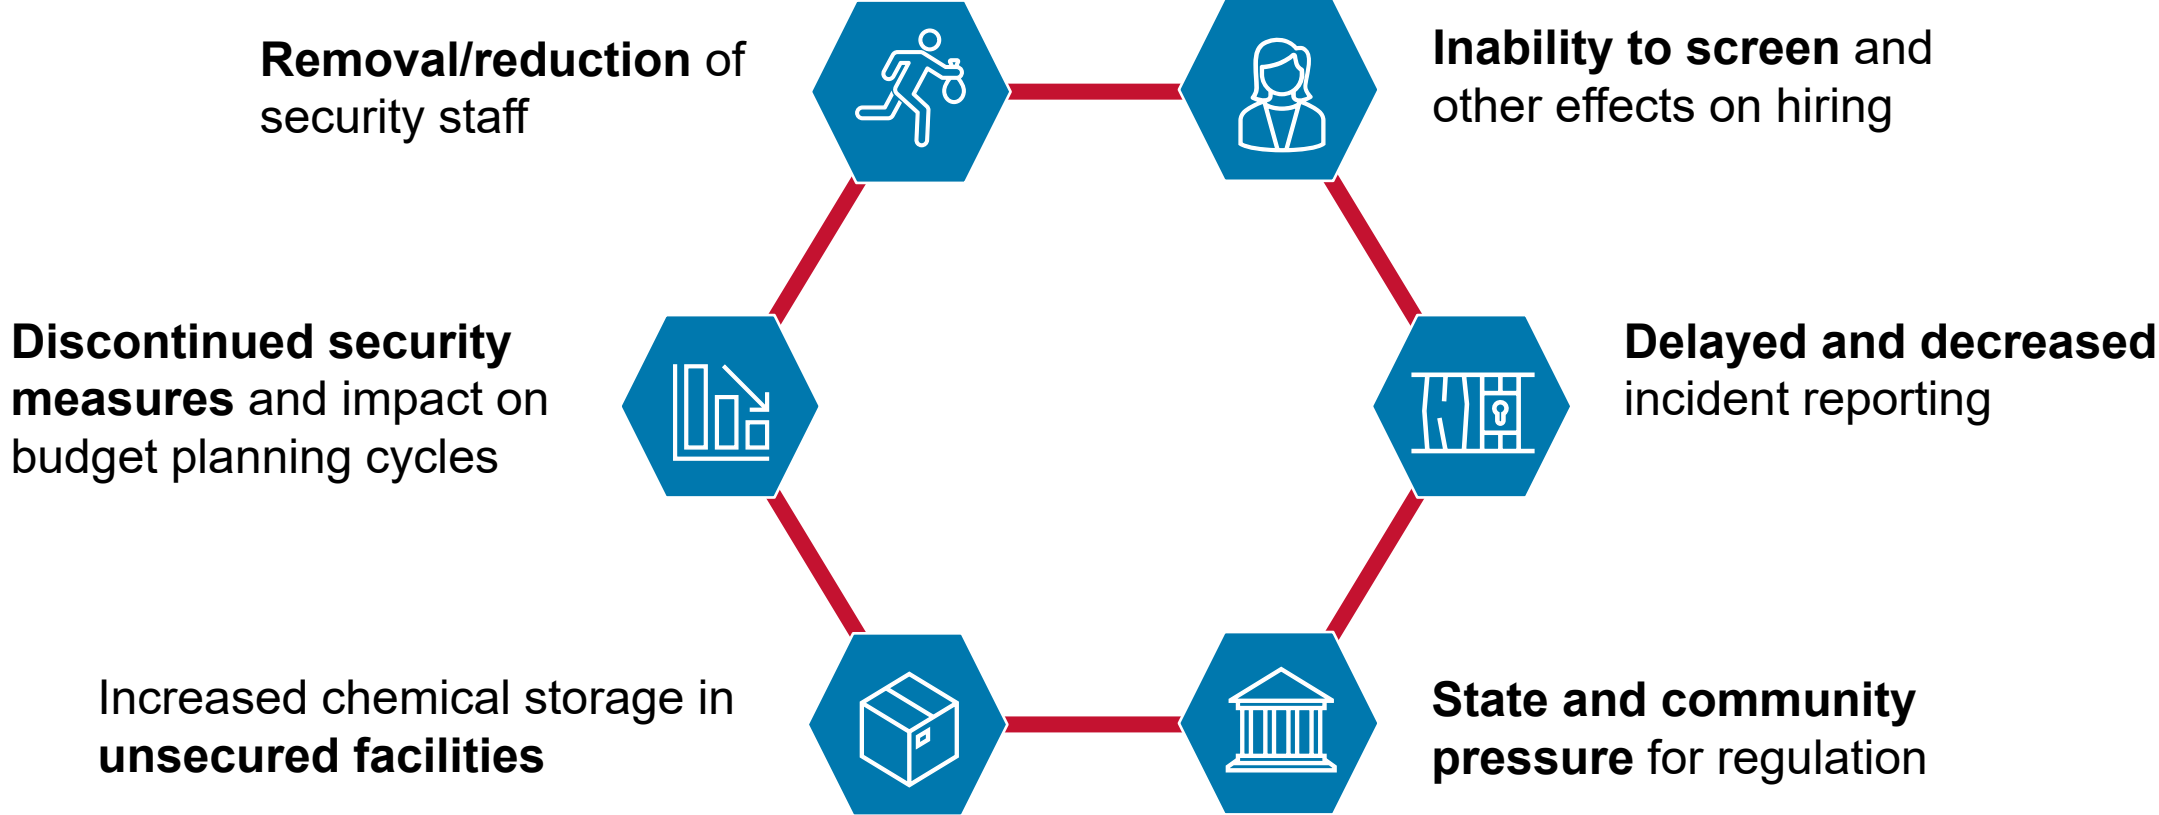 Removal/reduction of
security staff
Inability to screen and
other effects on hiring
Discontinued security
measures and impact on
budget planning cycles
Delayed and decreased
incident reporting
Increased chemical storage in
unsecured facilities
State and community
pressure for regulation